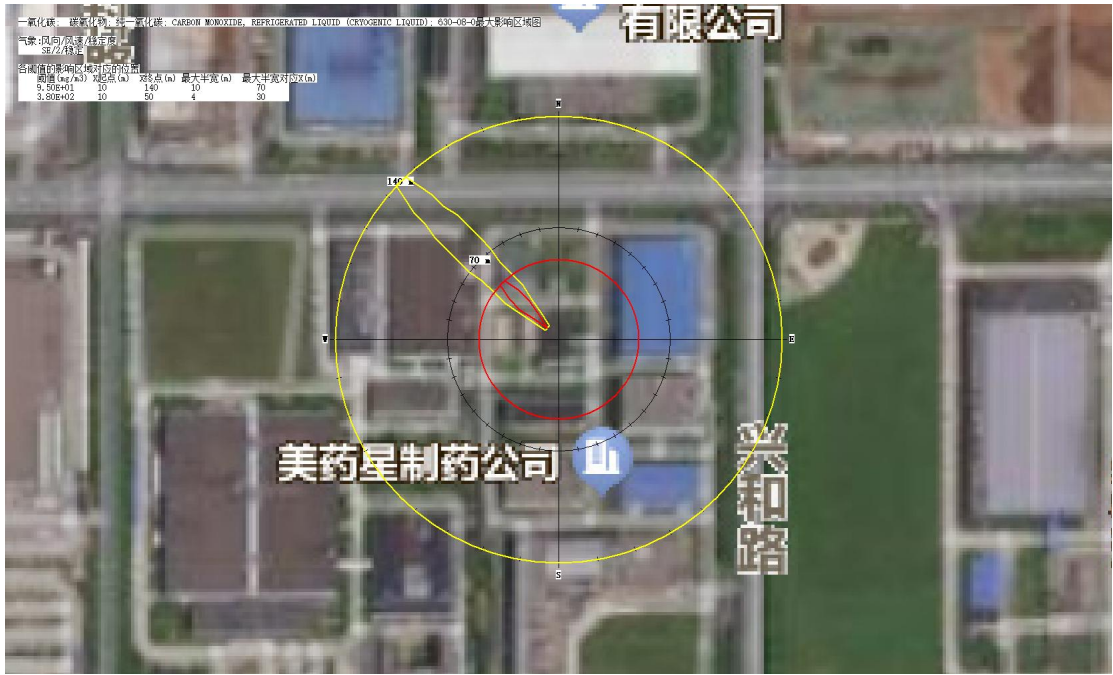 一氧化碳; 碳氧化物; 纯一氧化碳; CARBON MONOXIDE, REFRIGERATED LIQUID (CRYOGENIC LIQUID); 630-08-0最大影响区域图
气象:风向/风速/稳定度
SE/2/稳定
各阈值的影响区域对应的位置
阈值(mg/m3) X起点(m) X终点(m) 最大半宽(m) 最大半宽对应X(m)
9.50E+01 10 140 10 70
3.80E+02 10 50 4 30
有限公司
N
140 m
70 m
W
E
美药星制药公司
兴和路
S